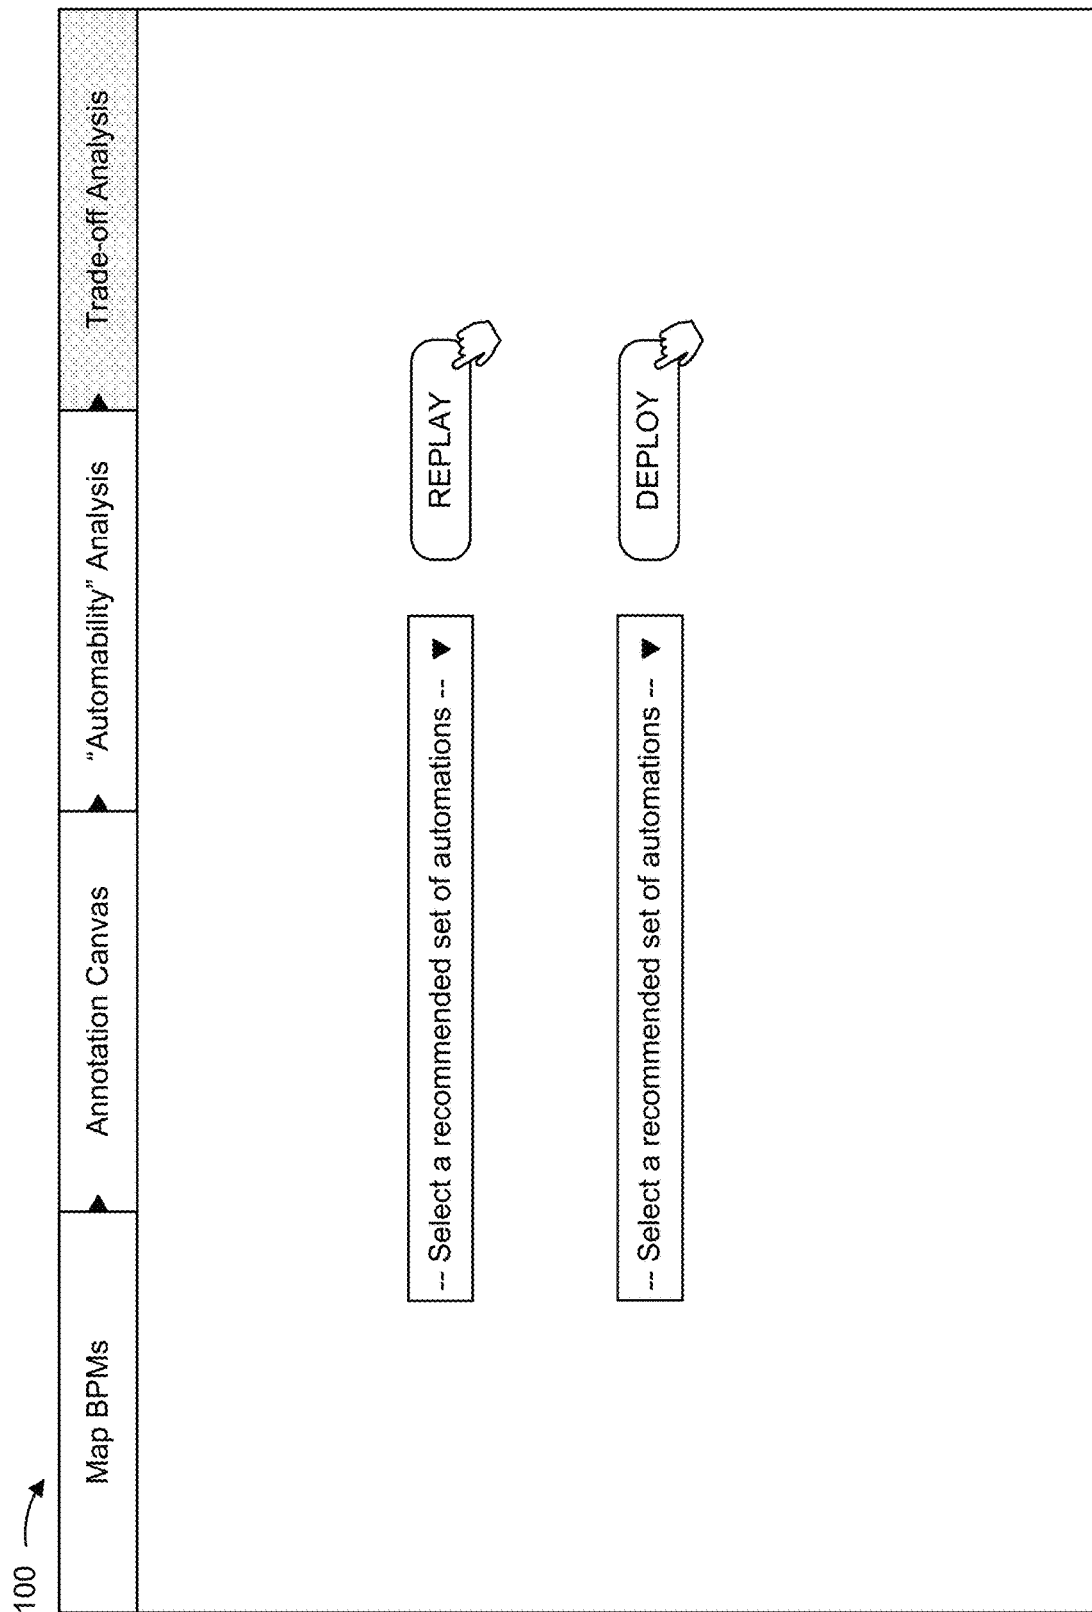 100
Map BPMs
Annotation Canvas
"Automability" Analysis
Trade-off Analysis
-- Select a recommended set of automations --
REPLAY
-- Select a recommended set of automations --
DEPLOY